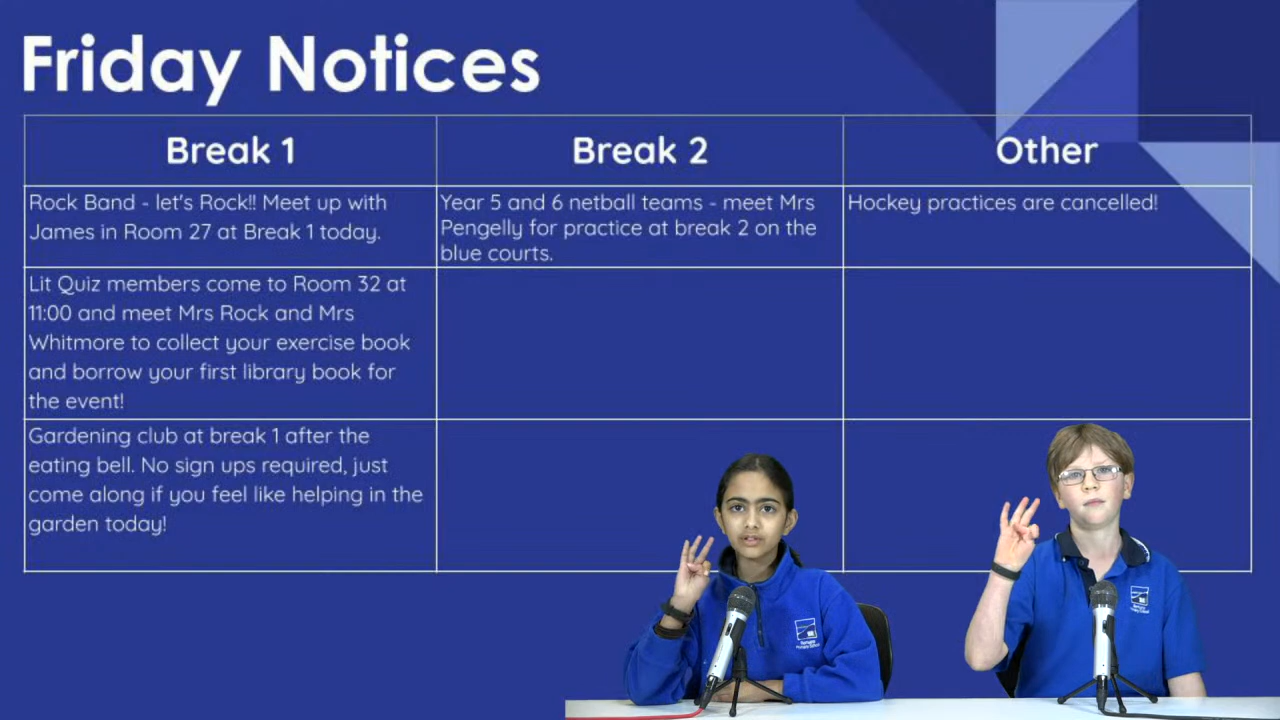 Friday Notices
Break 1
Break 2
Other
Rock Band - let's Rock!! Meet up with
James in Room 27 at Break 1 today.
Year 5 and 6 netball teams - meet Mrs
Pengelly for practice at break 2 on the
blue courts.
Hockey practices are cancelled!
Lit Quiz members come to Room 32 at
11:00 and meet Mrs Rock and Mrs
Whitmore to collect your exercise book
and borrow your first library book for
the event!
Gardening club at break 1 after the
eating bell. No sign ups required, just
come along if you feel like helping in the
garden today!